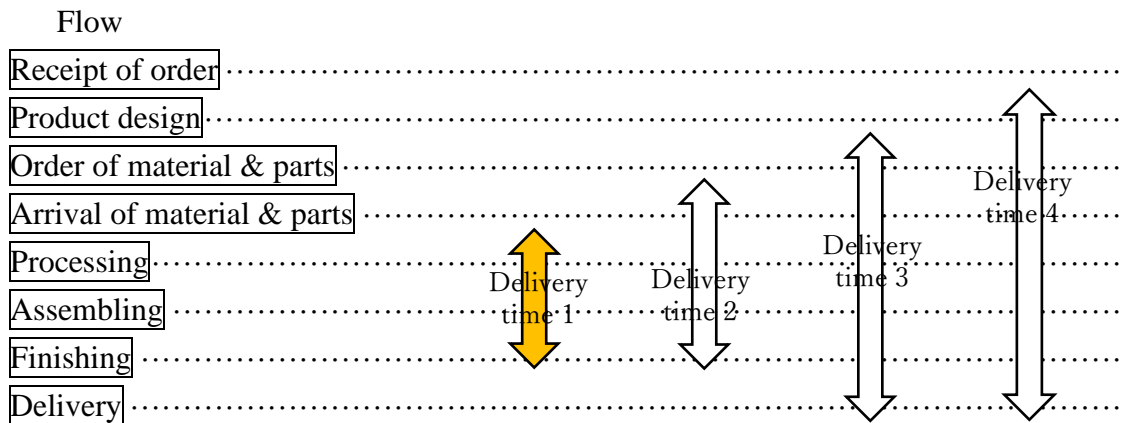 Flow
Receipt of order
Product design
Order of material & parts
Arrival of material & parts
Processing
Assembling
Finishing
Delivery
Delivery
time 1
Delivery
time 2
Delivery
time 3
Delivery
time 4